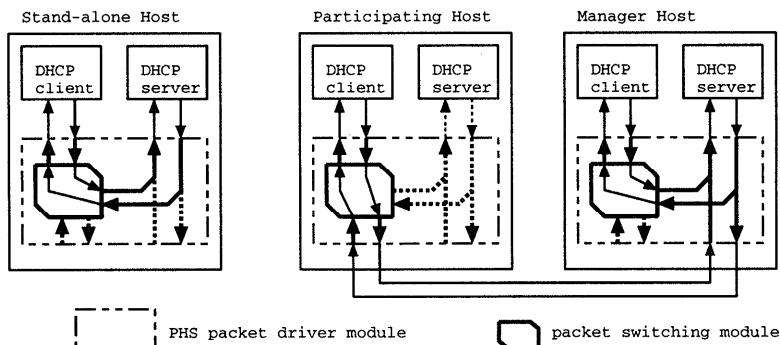 Stand-alone Host
Participating Host
Manager Host
DHCP
client
DHCP
server
DHCP
client
DHCP
server
DHCP
client
DHCP
server
PHS packet driver module
packet switching module